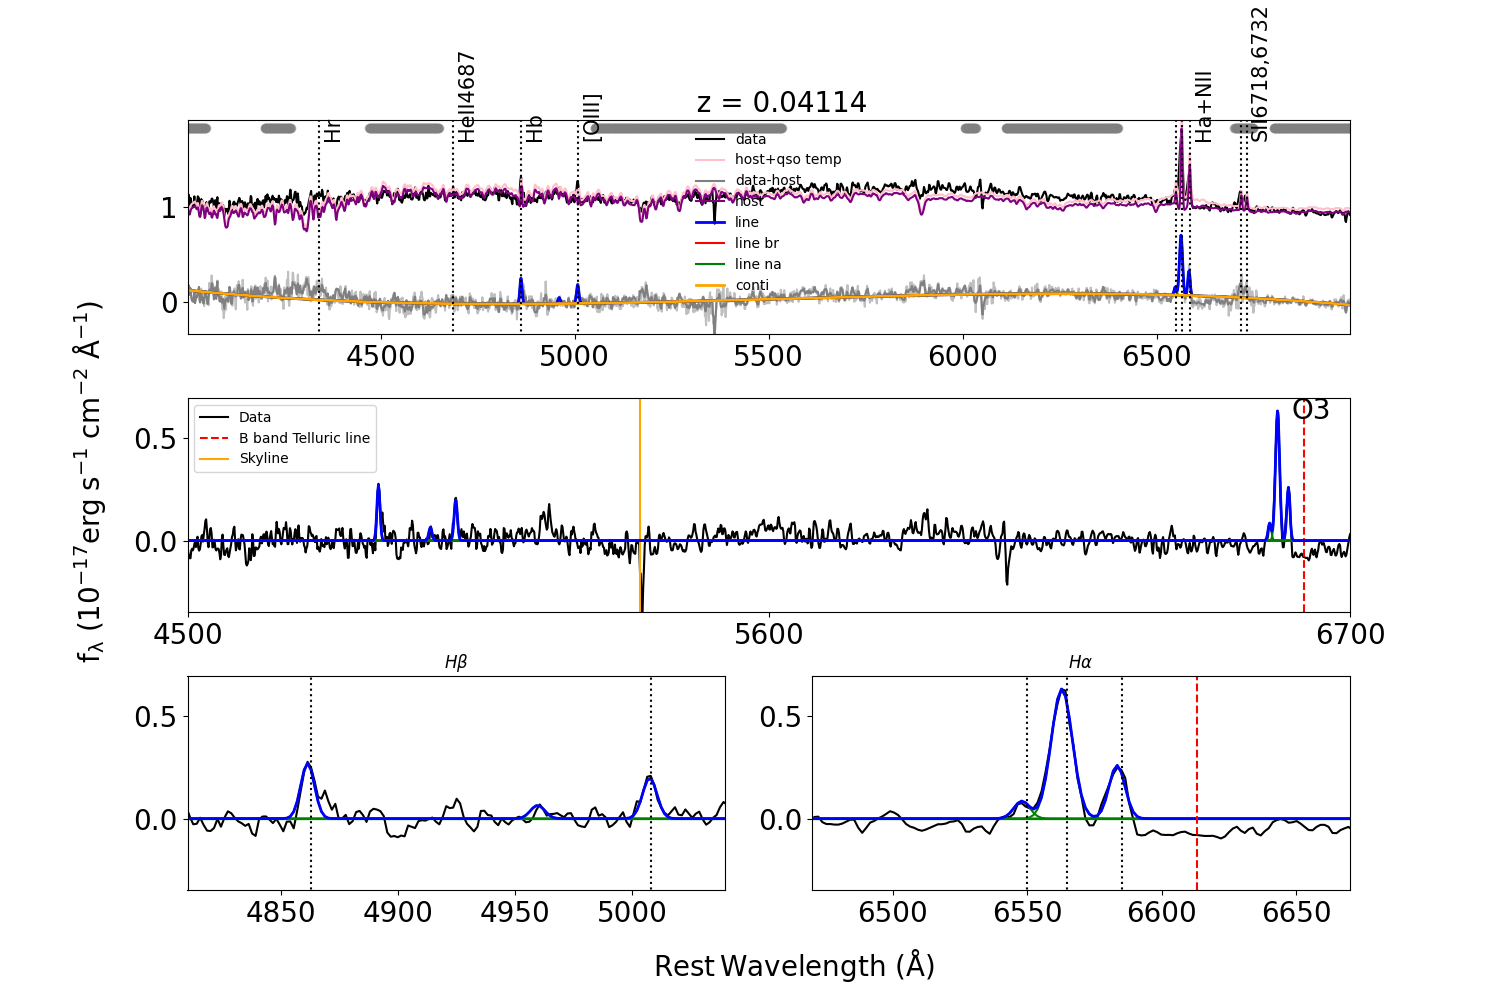 z = 0.04114
Hr
HeII4687
Hb
[OIII]
Ha+NII
SII6718,6732
data
host+qso temp
data-host
host
line
line br
line na
conti
1
0
4500
5000
5500
6000
6500
Data
B band Telluric line
Skyline
O3
0.5
0.0
4500
5600
6700
fλ (10⁻¹⁷erg s⁻¹ cm⁻² Å⁻¹)
Hβ
0.5
0.0
4850
4900
4950
5000
Hα
0.5
0.0
6500
6550
6600
6650
Rest Wavelength (Å)